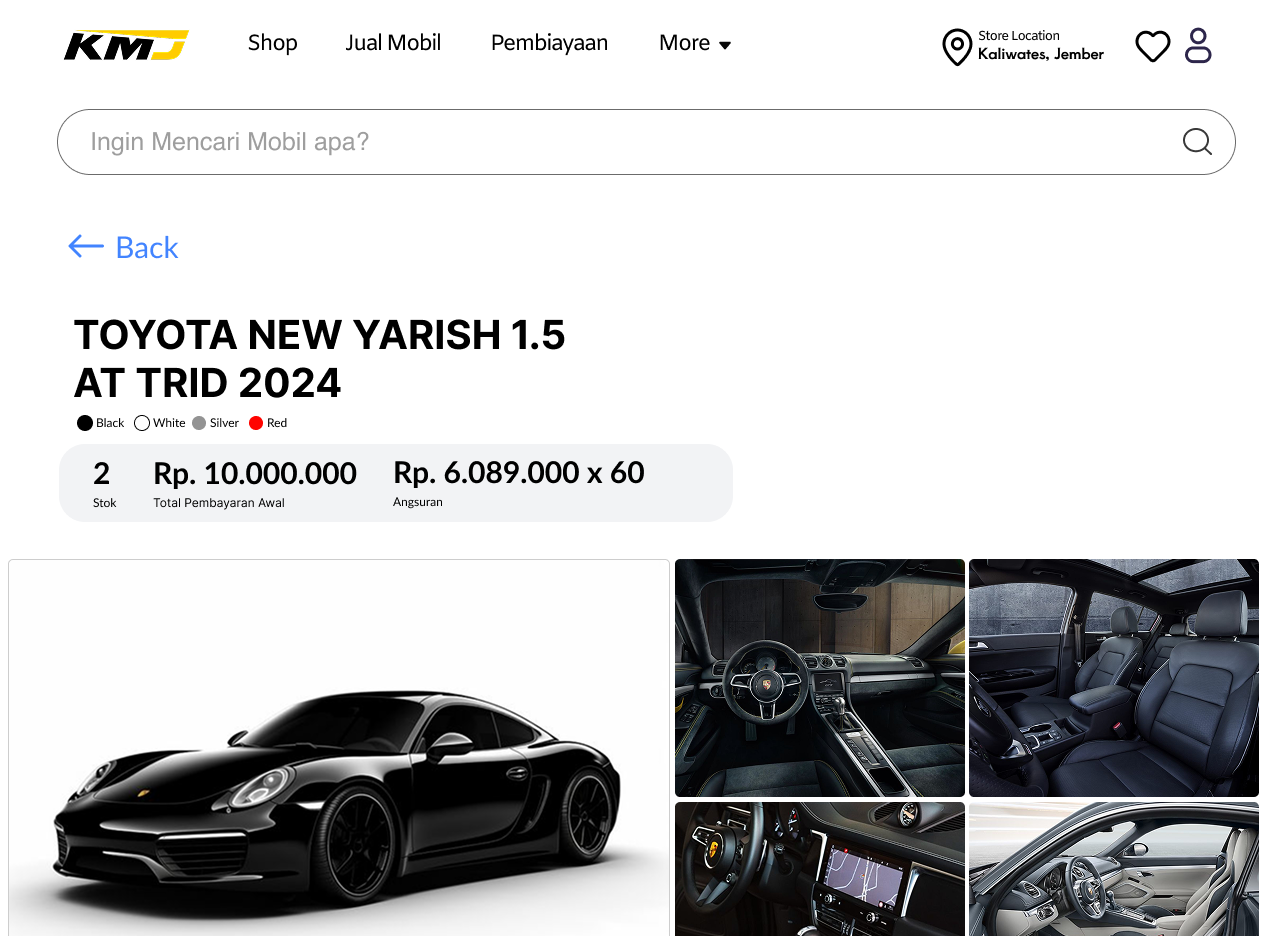 KMJ
Shop
Jual Mobil
Pembiayaan
More
Store Location
Kaliwates, Jember
Ingin Mencari Mobil apa?
Back
TOYOTA NEW YARISH 1.5
AT TRID 2024
Black
White
Silver
Red
2
Stok
Rp. 10.000.000
Total Pembayaran Awal
Rp. 6.089.000 x 60
Angsuran